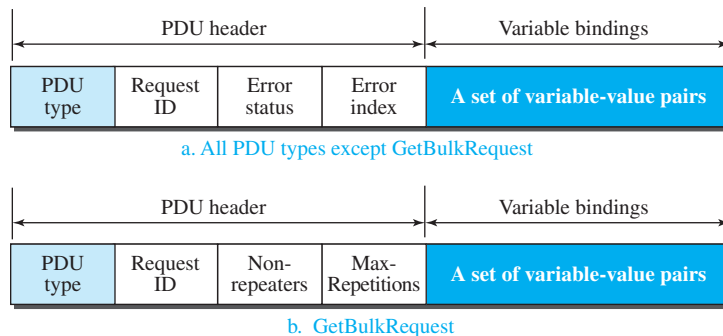 PDU header
Variable bindings
PDU
type
Request
ID
Error
status
Error
index
A set of variable-value pairs
a. All PDU types except GetBulkRequest
PDU header
Variable bindings
PDU
type
Request
ID
Non-
repeaters
Max-
Repetitions
A set of variable-value pairs
b. GetBulkRequest